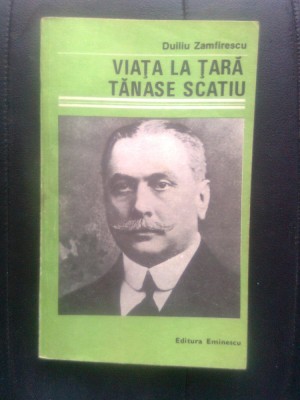 Duiliu Zamfirescu
VIAȚA LA ȚARĂ
TĂNASE SCATIU
Editura Eminescu